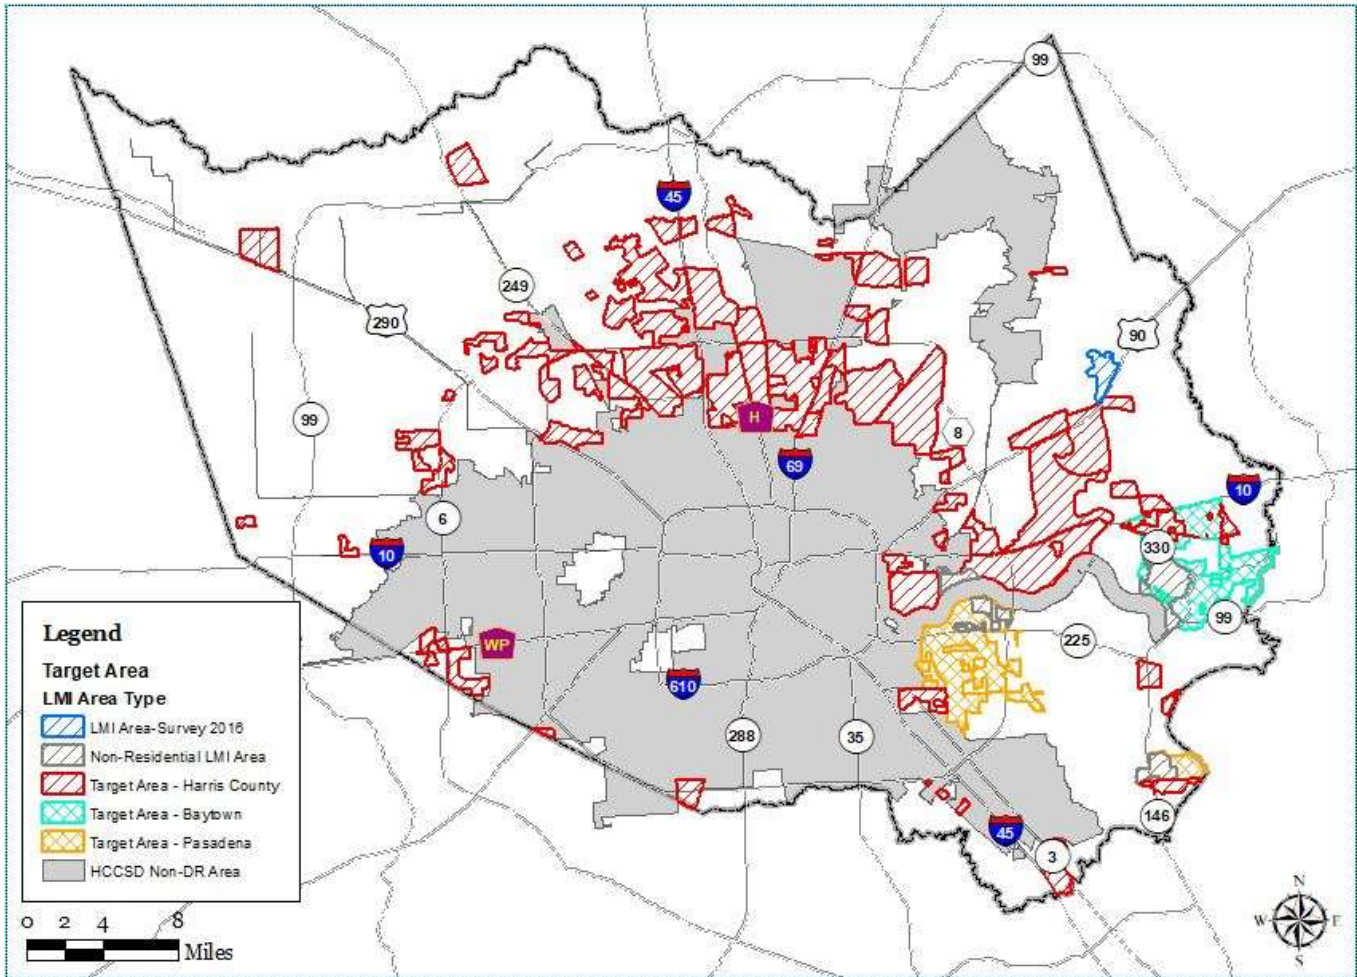 99
45
249
290
90
99
H
8
69
10
6
10
330
99
WP
225
610
288
35
146
45
3
Legend
Target Area
LMI Area Type
LMI Area-Survey 2016
Non-Residential LMI Area
Target Area - Harris County
Target Area - Baytown
Target Area - Pasadena
HCCSD Non-DR Area
0 2 4 8
Miles
N
W E
S